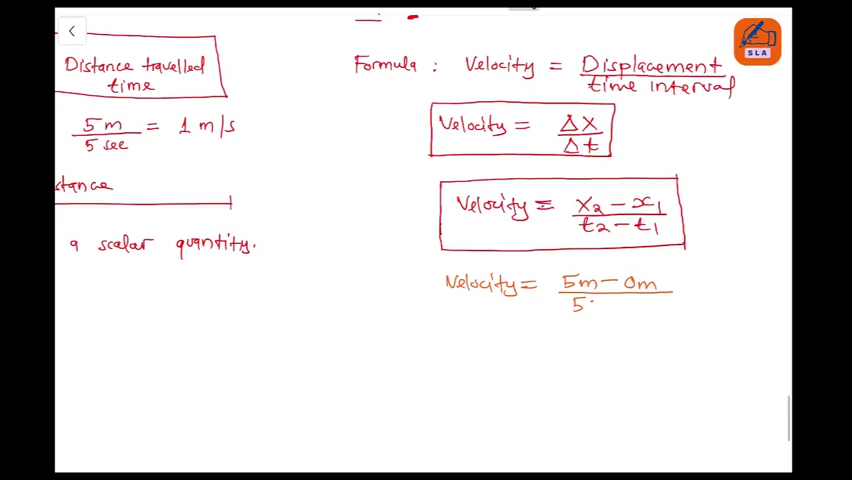 Distance travelled
time
5m
5 sec
= 1 m/s
stance
a scalar quantity.
SLA
Formula : Velocity = Displacement
time interval
Velocity = Δx
Δt
Velocity = x2 - x1
t2 - t1
Velocity = 5m - 0m
5